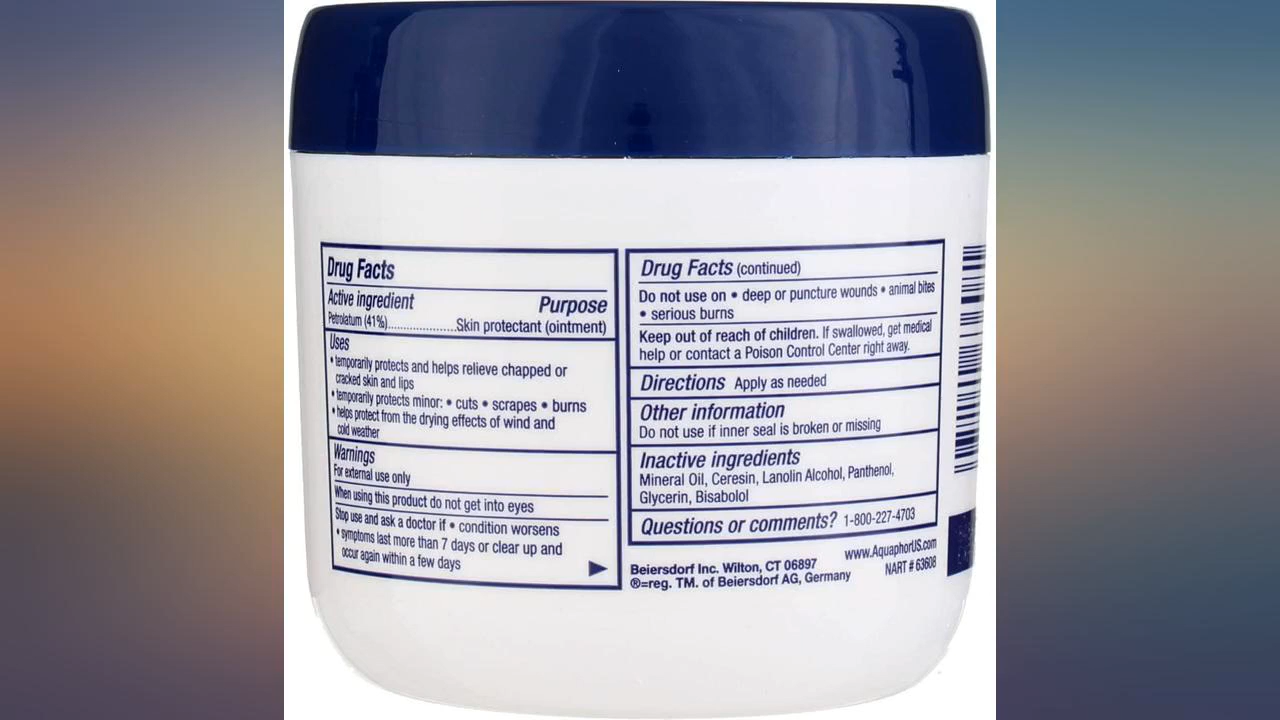 Drug Facts
Active ingredient Purpose
Petrolatum (41%)......................Skin protectant (ointment)
Uses
• temporarily protects and helps relieve chapped or
cracked skin and lips
• temporarily protects minor: • cuts • scrapes • burns
• helps protect from the drying effects of wind and
cold weather
Warnings
For external use only
When using this product do not get into eyes
Stop use and ask a doctor if • condition worsens
• symptoms last more than 7 days or clear up and
occur again within a few days
Drug Facts (continued)
Do not use on • deep or puncture wounds • animal bites
• serious burns
Keep out of reach of children. If swallowed, get medical
help or contact a Poison Control Center right away.
Directions Apply as needed
Other information
Do not use if inner seal is broken or missing
Inactive ingredients
Mineral Oil, Ceresin, Lanolin Alcohol, Panthenol,
Glycerin, Bisabolol
Questions or comments? 1-800-227-4703
www.AquaphorUS.com
Beiersdorf Inc. Wilton, CT 06897
NART # 63608
®=reg. TM. of Beiersdorf AG, Germany